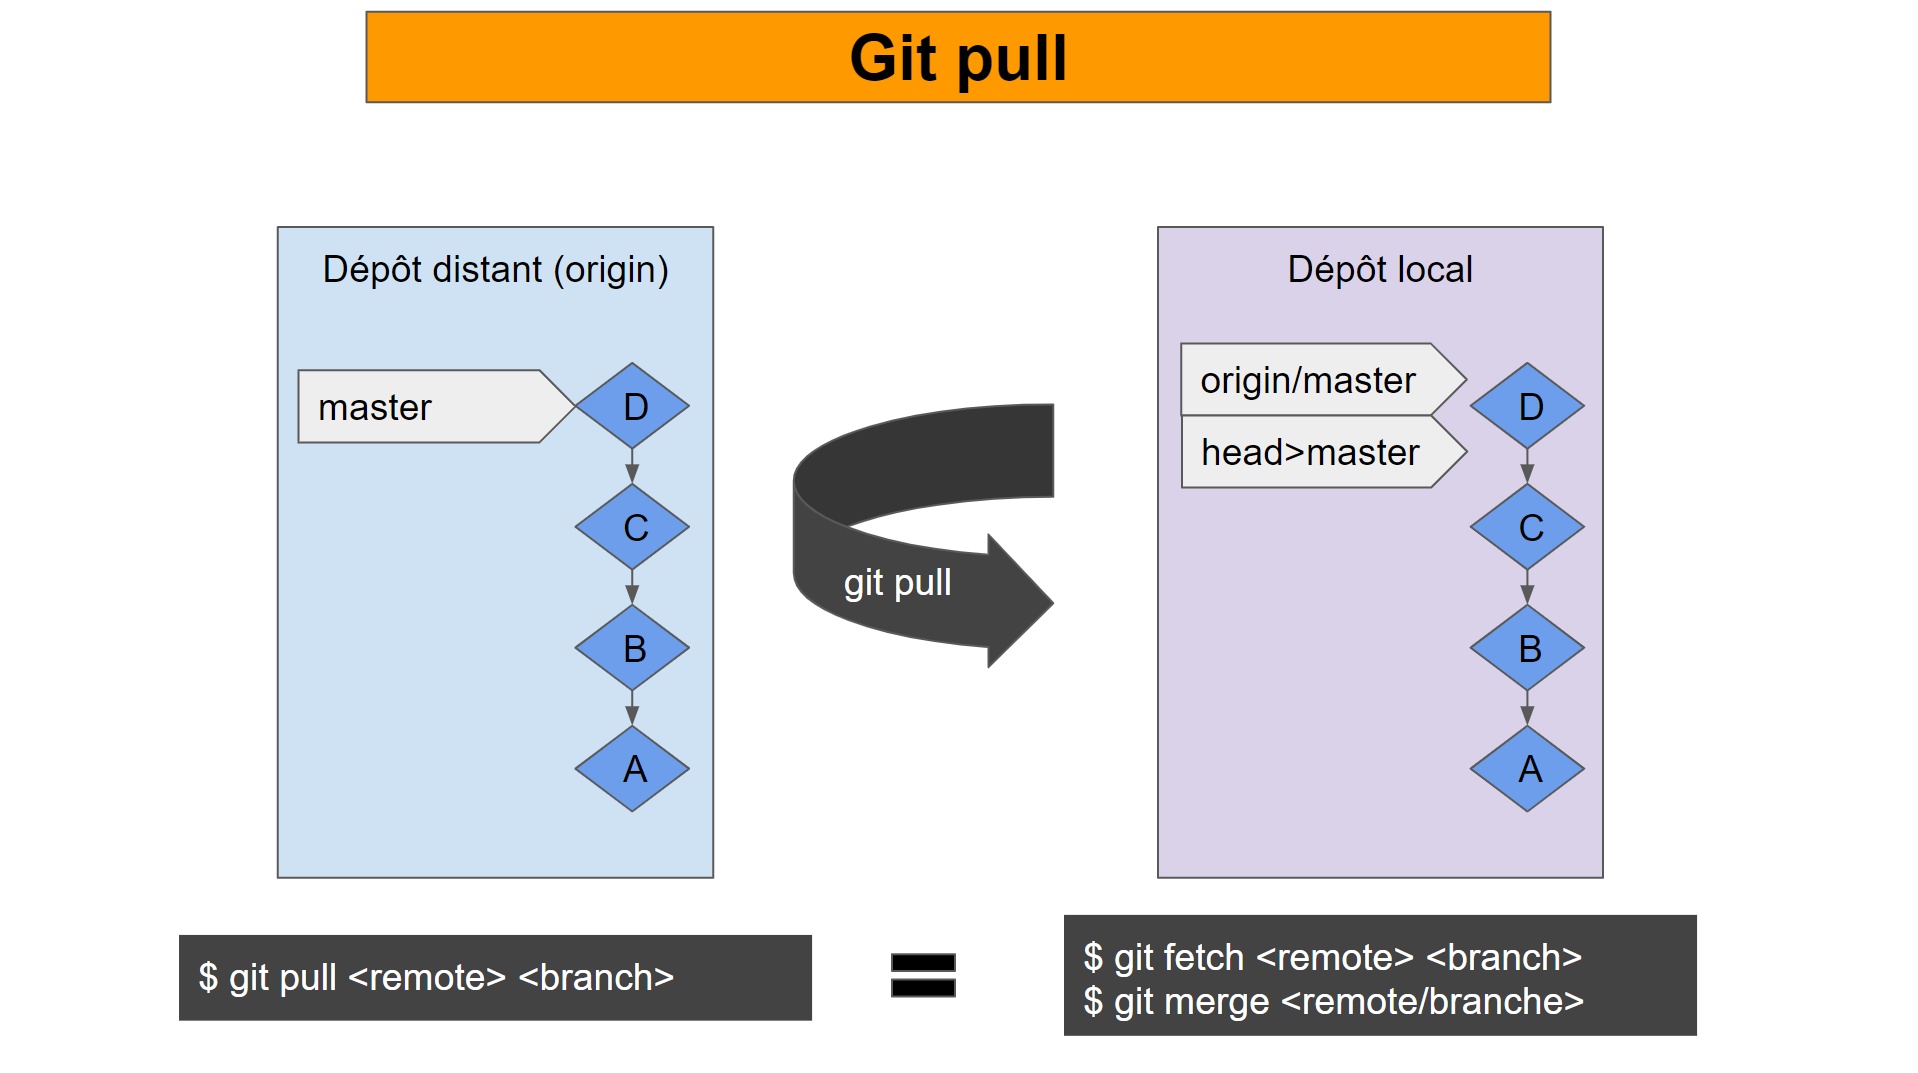 Git pull
Dépôt distant (origin)
master
D
C
B
A
git pull
Dépôt local
origin/master
head>master
D
C
B
A
$ git pull <remote> <branch>
=
$ git fetch <remote> <branch>
$ git merge <remote/branche>